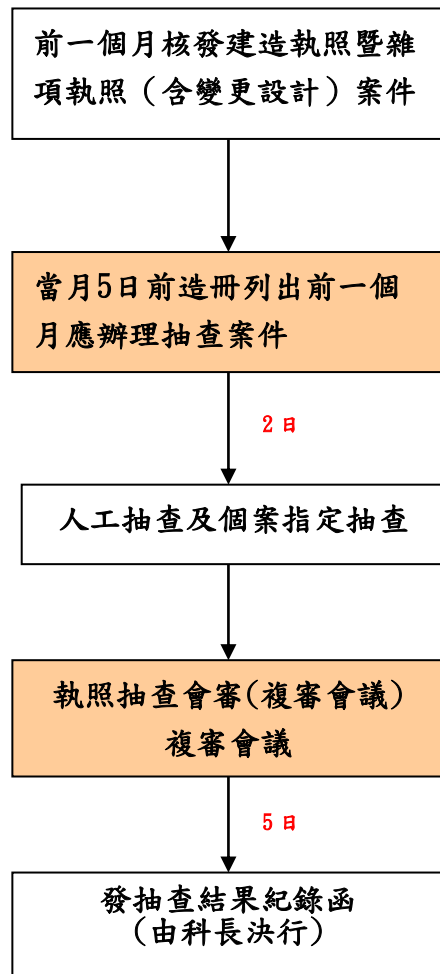 前一個月核發建造執照暨雜
項執照（含變更設計）案件
當月5日前造冊列出前一個
月應辦理抽查案件
2日
人工抽查及個案指定抽查
執照抽查會審(複審會議)
複審會議
5日
發抽查結果紀錄函
(由科長決行)